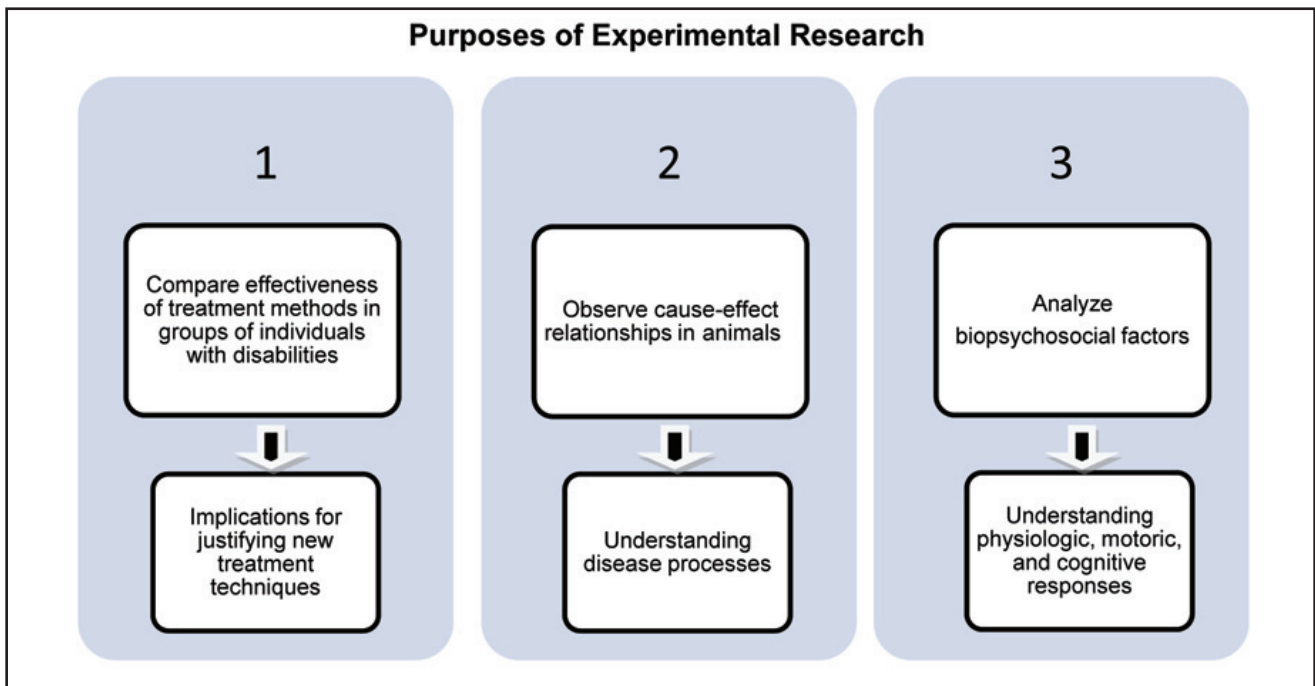 Purposes of Experimental Research
1
Compare effectiveness
of treatment methods in
groups of individuals
with disabilities
Implications for
justifying new
treatment
techniques
2
Observe cause-effect
relationships in animals
Understanding
disease processes
3
Analyze
biopsychosocial factors
Understanding
physiologic, motoric,
and cognitive
responses